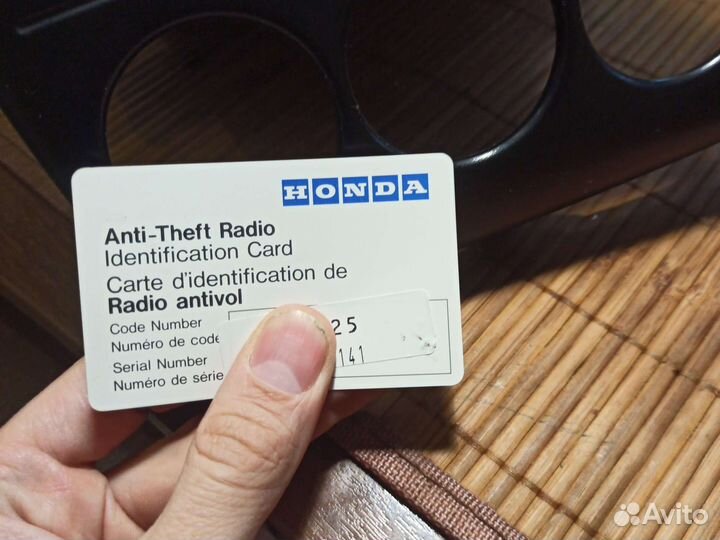 HONDA
Anti-Theft Radio
Identification Card
Carte d'identification de
Radio antivol
Code Number
25
Numéro de code
Serial Number
141
Numéro de série
Avito